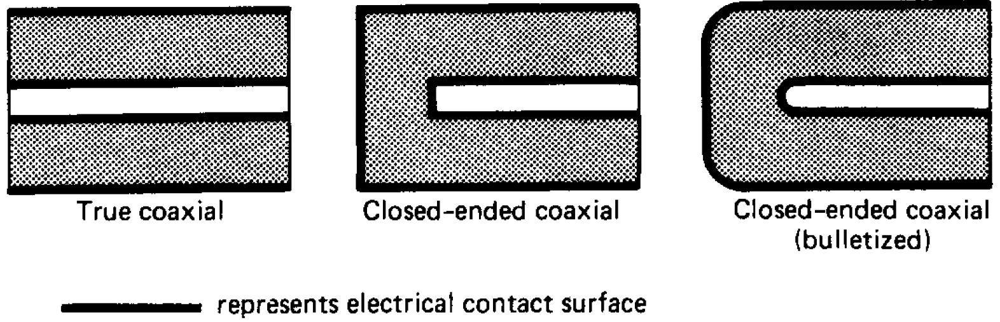 True coaxial
Closed-ended coaxial
Closed-ended coaxial
(bulletized)
represents electrical contact surface